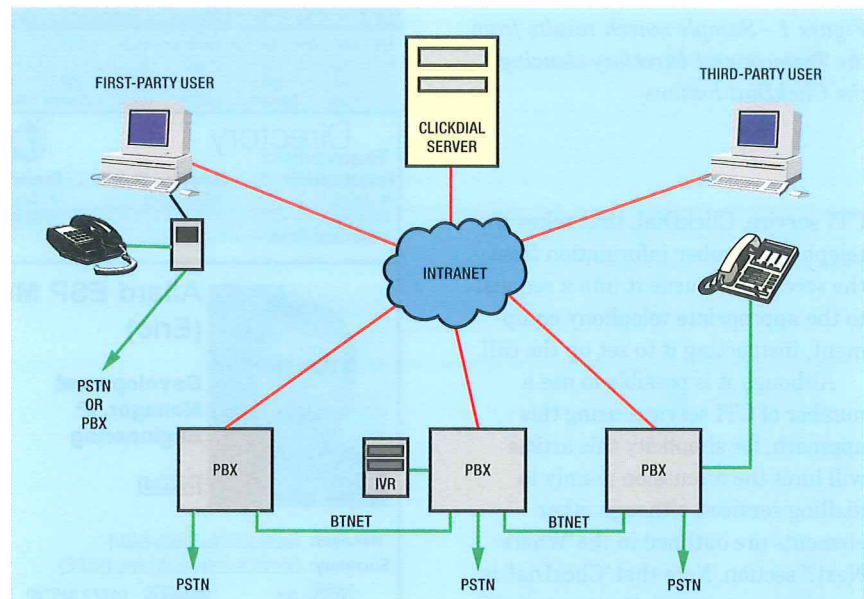 FIRST-PARTY USER
CLICKDIAL
SERVER
THIRD-PARTY USER
INTRANET
PSTN
OR
PBX
PBX
IVR
PBX
PBX
BTNET
BTNET
PSTN
PSTN
PSTN